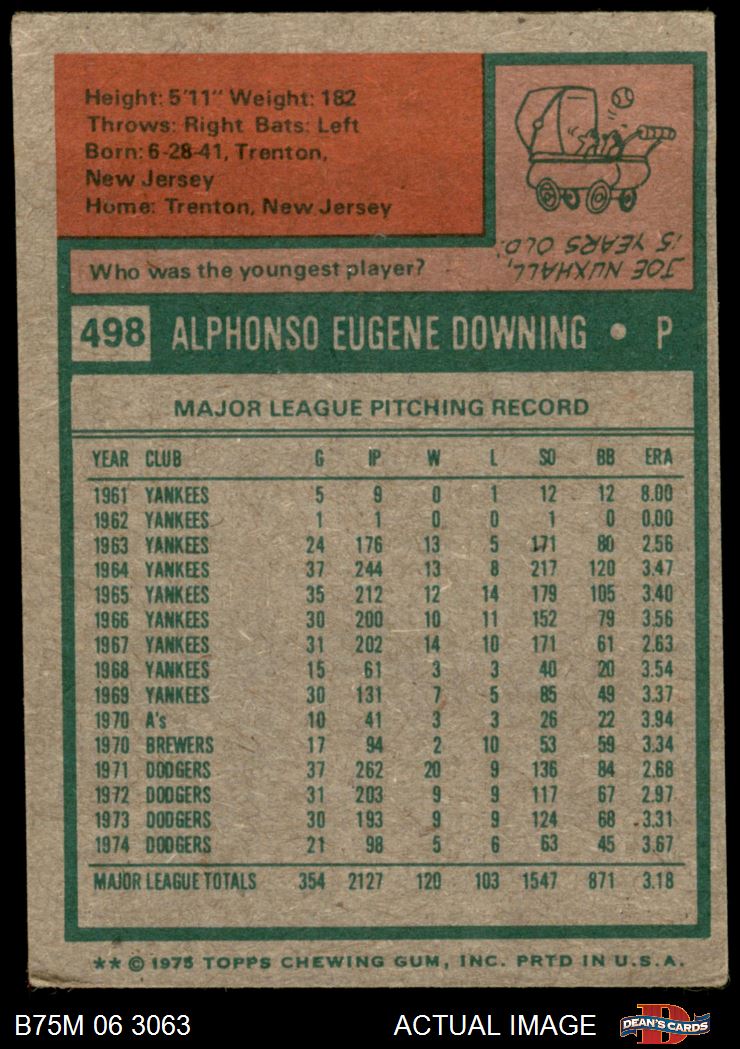 Height: 5'11" Weight: 182
Throws: Right Bats: Left
Born: 6-28-41, Trenton,
New Jersey
Home: Trenton, New Jersey
JOE NUXHALL,
15 YEARS OLD.
Who was the youngest player?
498 ALPHONSO EUGENE DOWNING • P
MAJOR LEAGUE PITCHING RECORD
YEAR CLUB G IP W L SO BB ERA
1961 YANKEES 5 9 0 1 12 12 8.00
1962 YANKEES 1 1 0 0 1 0 0.00
1963 YANKEES 24 176 13 5 171 80 2.56
1964 YANKEES 37 244 13 8 217 120 3.47
1965 YANKEES 35 212 12 14 179 105 3.40
1966 YANKEES 30 200 10 11 152 79 3.56
1967 YANKEES 31 202 14 10 171 61 2.63
1968 YANKEES 15 61 3 3 40 20 3.54
1969 YANKEES 30 131 7 5 85 49 3.37
1970 A's 10 41 3 3 26 22 3.94
1970 BREWERS 17 94 2 10 53 59 3.34
1971 DODGERS 37 262 20 9 136 84 2.68
1972 DODGERS 31 203 9 9 117 67 2.97
1973 DODGERS 30 193 9 9 124 68 3.31
1974 DODGERS 21 98 5 6 63 45 3.67
MAJOR LEAGUE TOTALS 354 2127 120 103 1547 871 3.18
** © 1975 TOPPS CHEWING GUM, INC. PRTD IN U.S.A.
B75M 06 3063 ACTUAL IMAGE
D
DEAN'S CARDS